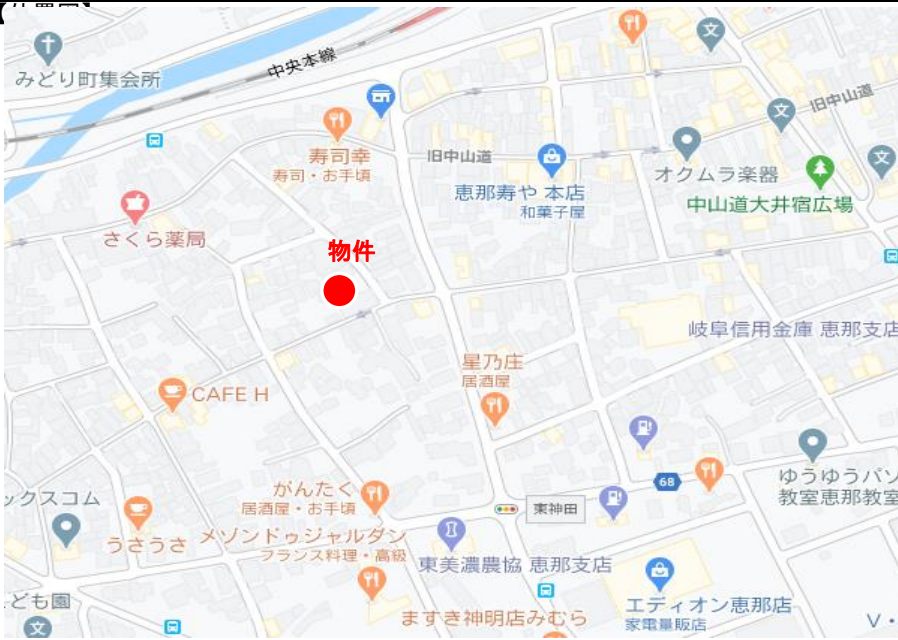 中央本線
みどり町集会所
旧中山道
寿司幸
寿司・お手頃
旧中山道
恵那寿や 本店
和菓子屋
オクムラ楽器
中山道大井宿広場
文
文
文
さくら薬局
物件
岐阜信用金庫 恵那支店
星乃庄
居酒屋
CAFE H
68
ゆうゆうパソ
教室恵那教室
がんたく
居酒屋・お手頃
東神田
ックスコム
うさうさ
メゾンドゥジャルダン
フランス料理・高級
東美濃農協 恵那支店
ども園
文
ますき神明店みむら
エディオン恵那店
家電量販店
V・